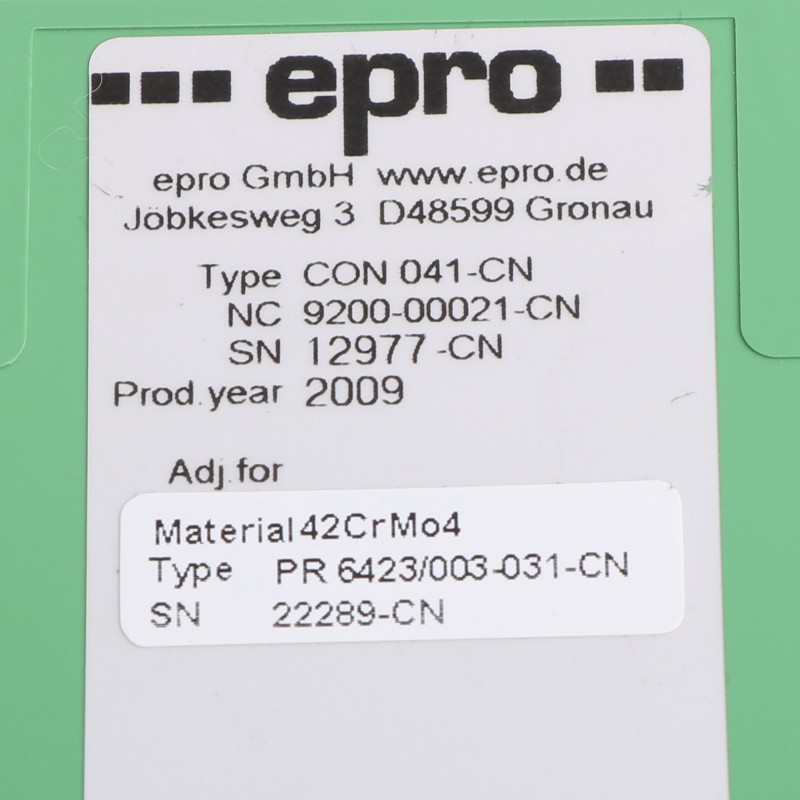 epro
epro GmbH www.epro.de
Jöbkesweg 3 D48599 Gronau
Type CON 041-CN
NC 9200-00021-CN
SN 12977-CN
Prod.year 2009
Adj.for
Material 42CrMo4
Type PR 6423/003-031-CN
SN 22289-CN